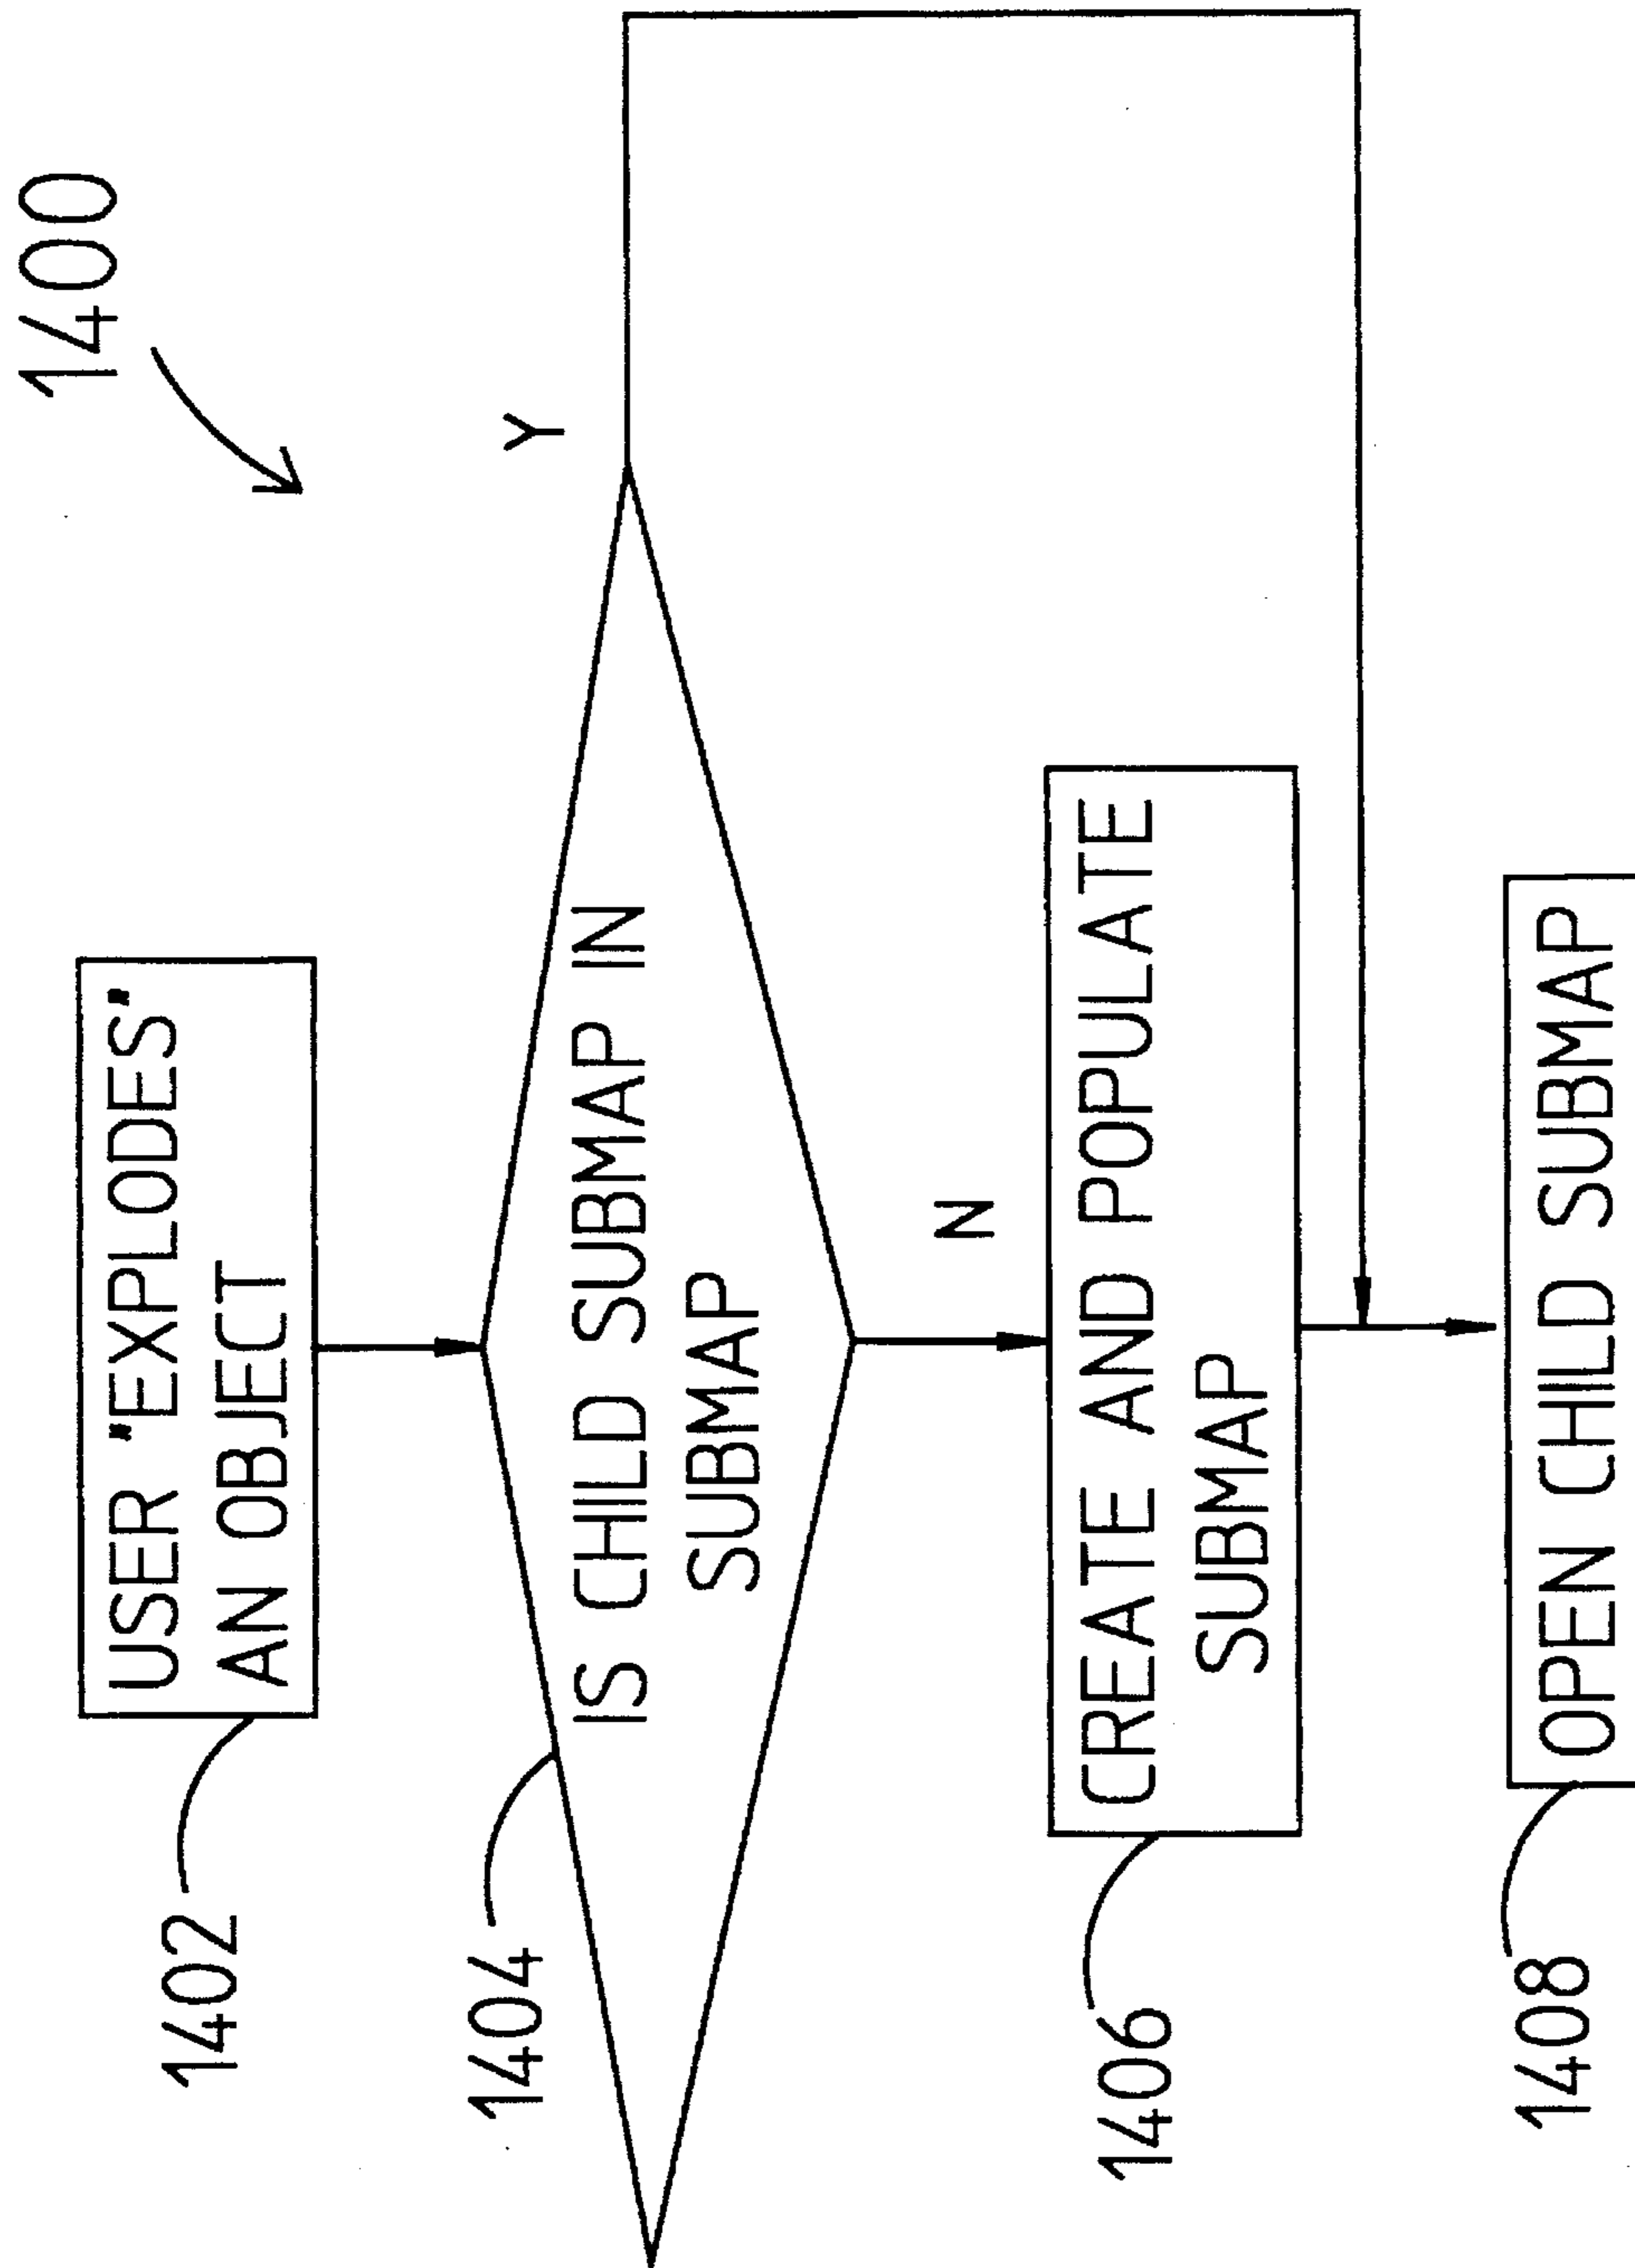 1400
1402
USER "EXPLODES"
AN OBJECT
1404
IS CHILD SUBMAP IN
SUBMAP
Y
N
1406
CREATE AND POPULATE
SUBMAP
1408
OPEN CHILD SUBMAP